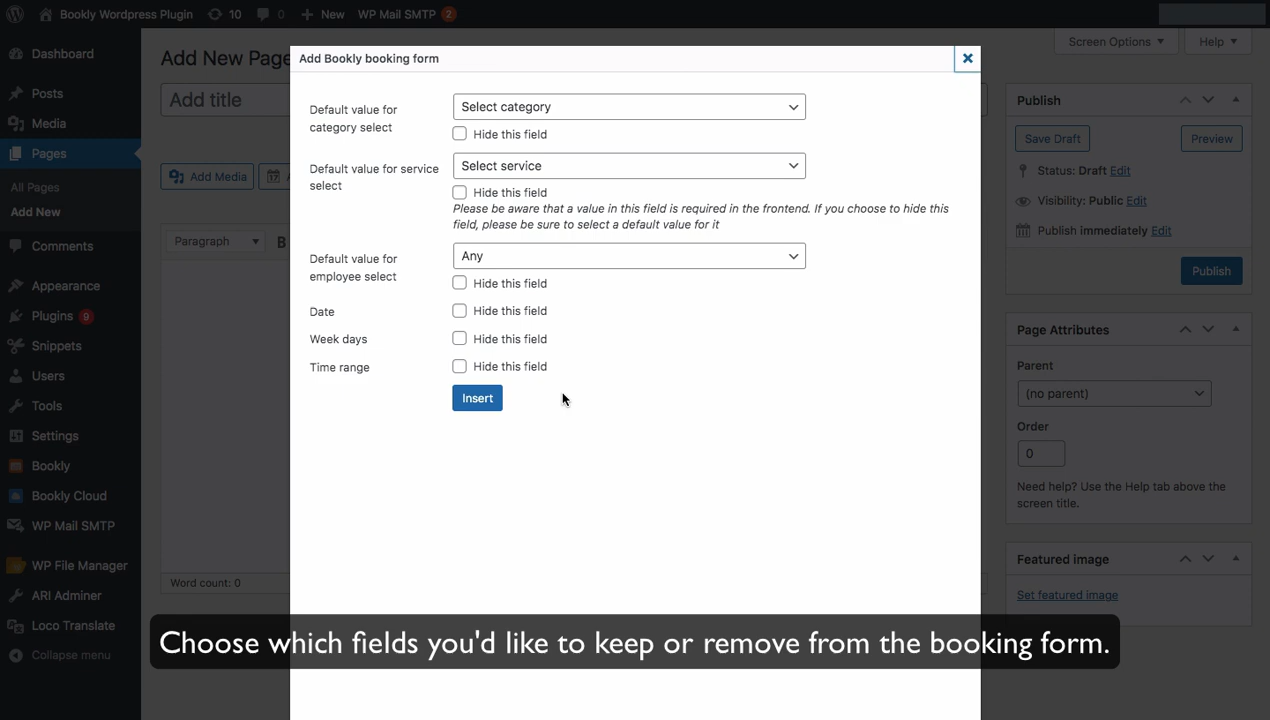 Bookly Wordpress Plugin
10
0
New
WP Mail SMTP
2
Dashboard
Posts
Media
Pages
All Pages
Add New
Comments
Appearance
Plugins
9
Snippets
Users
Tools
Settings
Bookly
Bookly Cloud
WP Mail SMTP
WP File Manager
ARI Adminer
Loco Translate
Collapse menu
Screen Options
Help
Add New Pag
Add title
Add Media
17 A
Paragraph
B
Word count: 0
Add Bookly booking form
Default value for
category select
Select category
Hide this field
Default value for service
select
Select service
Hide this field
Please be aware that a value in this field is required in the frontend. If you choose to hide this
field, please be sure to select a default value for it
Default value for
employee select
Any
Hide this field
Date
Hide this field
Week days
Hide this field
Time range
Hide this field
Insert
Publish
Save Draft
Preview
Status: Draft Edit
Visibility: Public Edit
Publish immediately Edit
Publish
Page Attributes
Parent
(no parent)
Order
0
Need help? Use the Help tab above the
screen title.
Featured image
Set featured image
Choose which fields you'd like to keep or remove from the booking form.